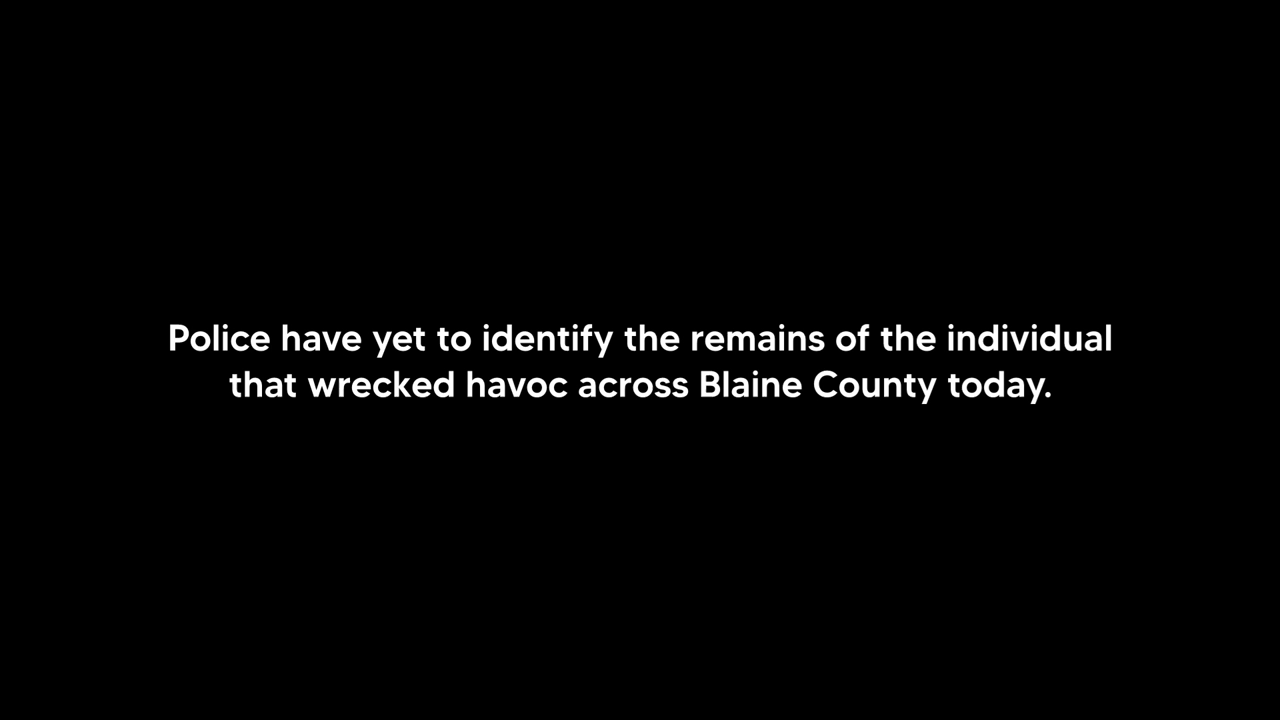 Police have yet to identify the remains of the individual
that wrecked havoc across Blaine County today.